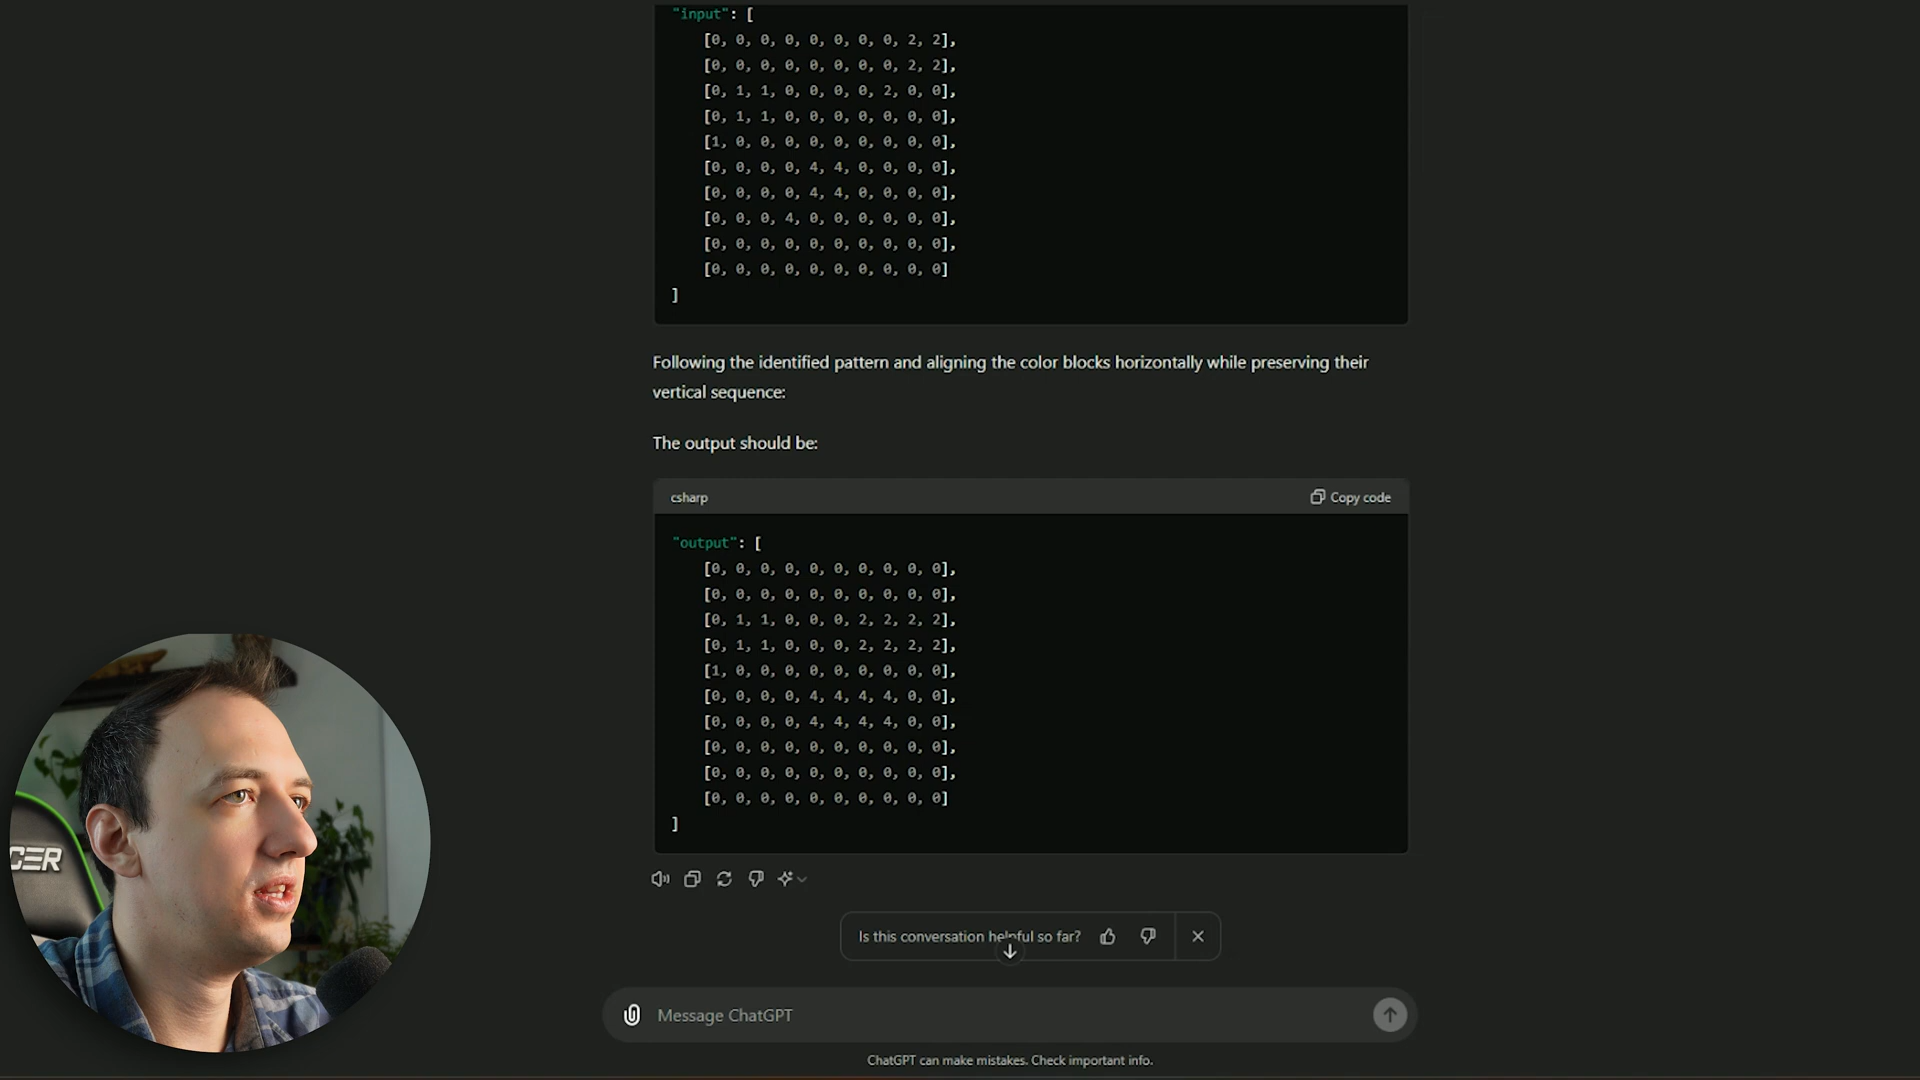 "input": [
[0, 0, 0, 0, 0, 0, 0, 0, 2, 2],
[0, 0, 0, 0, 0, 0, 0, 0, 2, 2],
[0, 1, 1, 0, 0, 0, 0, 2, 0, 0],
[0, 1, 1, 0, 0, 0, 0, 0, 0, 0],
[1, 0, 0, 0, 0, 0, 0, 0, 0, 0],
[0, 0, 0, 0, 4, 4, 0, 0, 0, 0],
[0, 0, 0, 0, 4, 4, 0, 0, 0, 0],
[0, 0, 0, 4, 0, 0, 0, 0, 0, 0],
[0, 0, 0, 0, 0, 0, 0, 0, 0, 0],
[0, 0, 0, 0, 0, 0, 0, 0, 0, 0]
]
Following the identified pattern and aligning the color blocks horizontally while preserving their
vertical sequence:
The output should be:
csharp
Copy code
"output": [
[0, 0, 0, 0, 0, 0, 0, 0, 0, 0],
[0, 0, 0, 0, 0, 0, 0, 0, 0, 0],
[0, 1, 1, 0, 0, 0, 2, 2, 2, 2],
[0, 1, 1, 0, 0, 0, 2, 2, 2, 2],
[1, 0, 0, 0, 0, 0, 0, 0, 0, 0],
[0, 0, 0, 0, 4, 4, 4, 4, 0, 0],
[0, 0, 0, 0, 4, 4, 4, 4, 0, 0],
[0, 0, 0, 0, 0, 0, 0, 0, 0, 0],
[0, 0, 0, 0, 0, 0, 0, 0, 0, 0],
[0, 0, 0, 0, 0, 0, 0, 0, 0, 0]
]
CER
Is this conversation helpful so far?
Message ChatGPT
ChatGPT can make mistakes. Check important info.